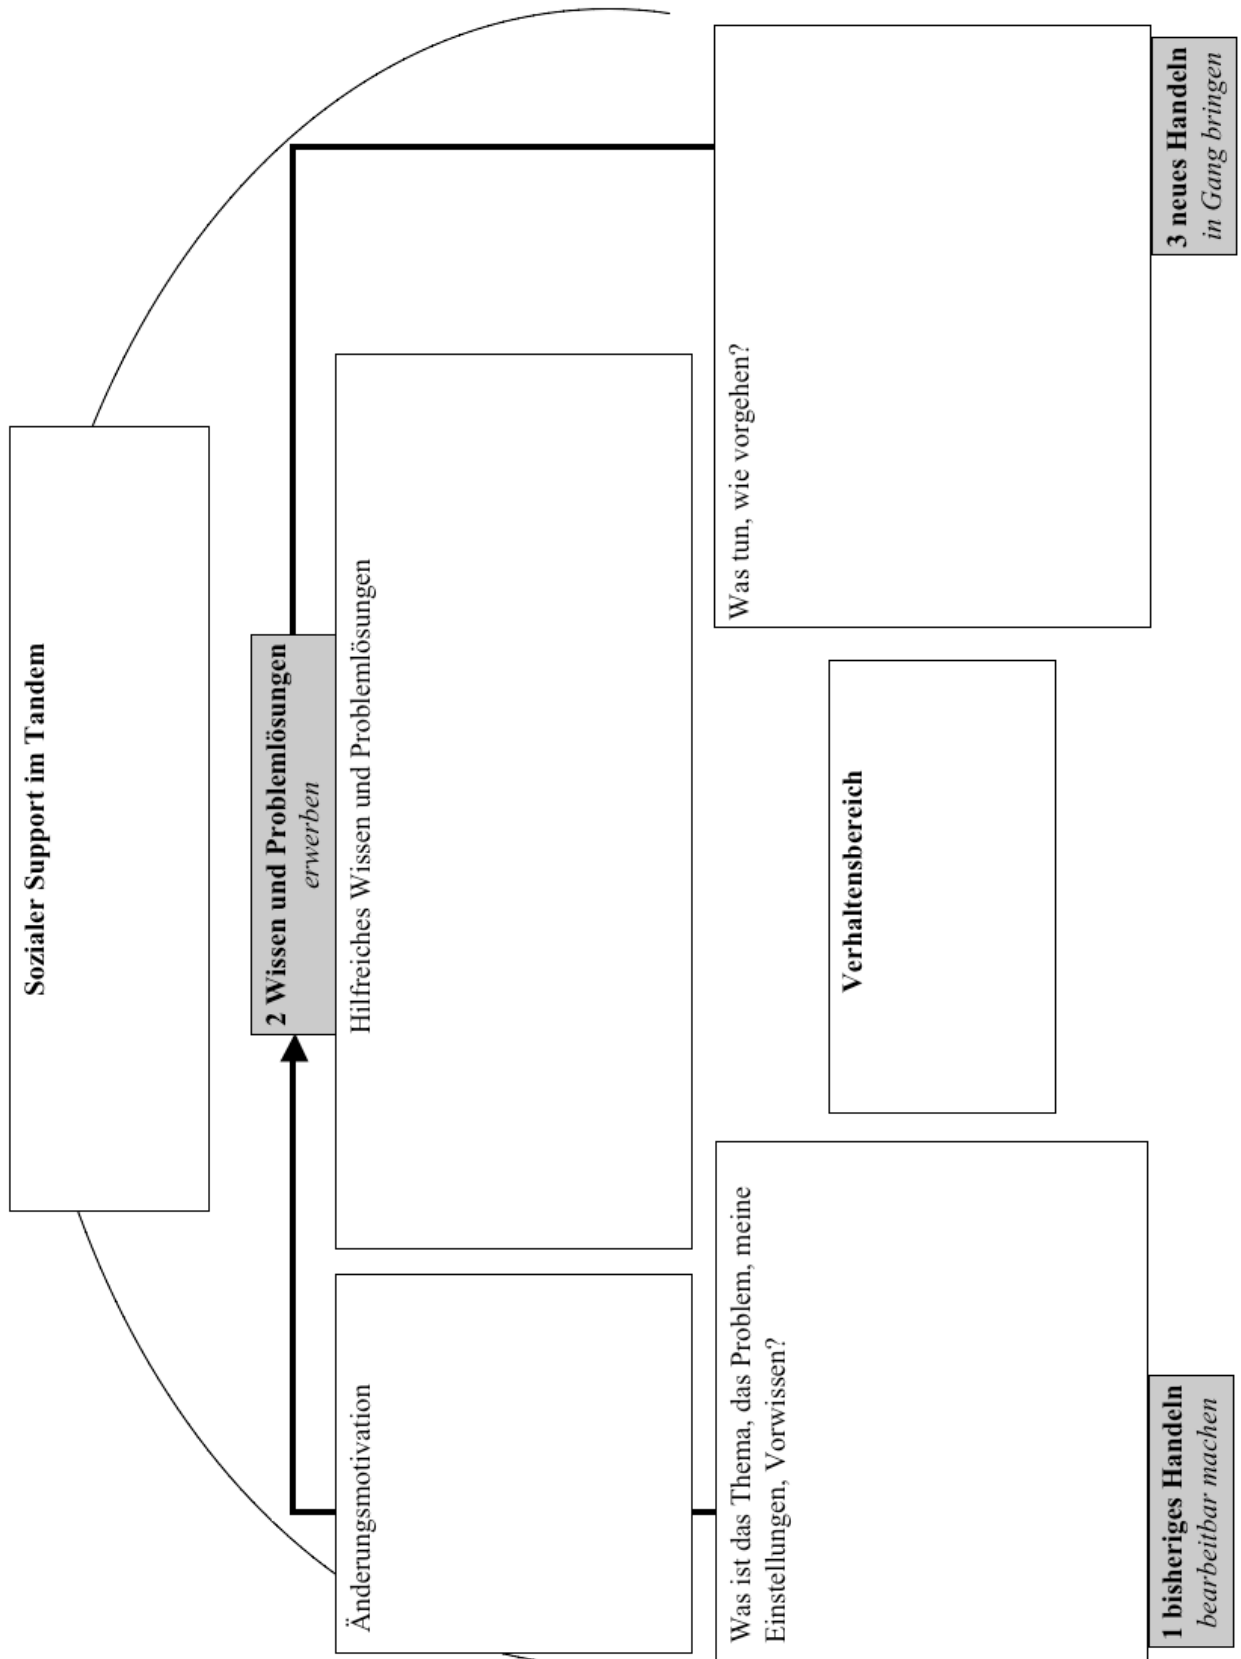 Sozialer Support im Tandem
2 Wissen und Problemlösungen
erwerben
Änderungsmotivation
Hilfreiches Wissen und Problemlösungen
Was ist das Thema, das Problem, meine
Einstellungen, Vorwissen?
Verhaltensbereich
Was tun, wie vorgehen?
1 bisheriges Handeln
bearbeitbar machen
3 neues Handeln
in Gang bringen